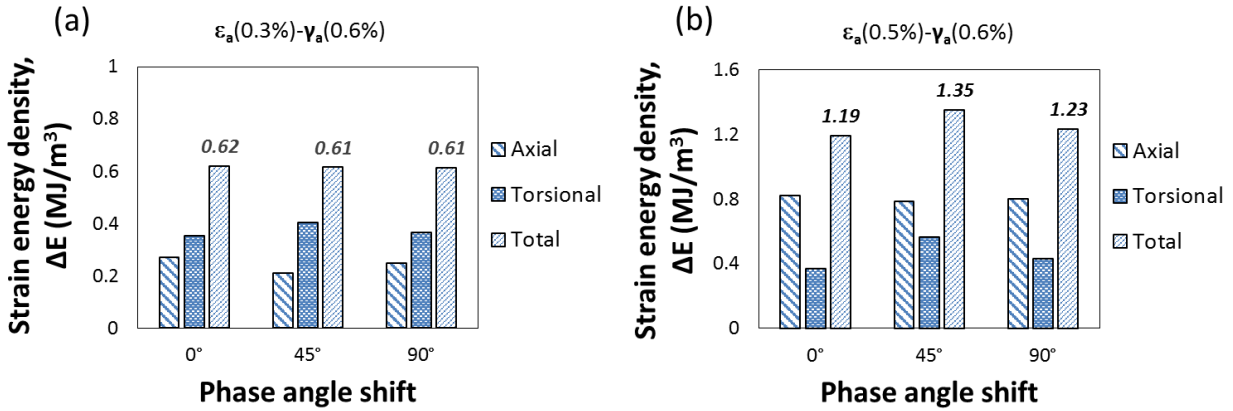 (a)
εₐ(0.3%)-γₐ(0.6%)
Strain energy density,
ΔE (MJ/m³)
1
0.8
0.6
0.4
0.2
0
0.62
0.61
0.61
0°
45°
90°
Phase angle shift
Axial
Torsional
Total
(b)
εₐ(0.5%)-γₐ(0.6%)
Strain energy density,
ΔE (MJ/m³)
1.6
1.2
0.8
0.4
0
1.19
1.35
1.23
0°
45°
90°
Phase angle shift
Axial
Torsional
Total